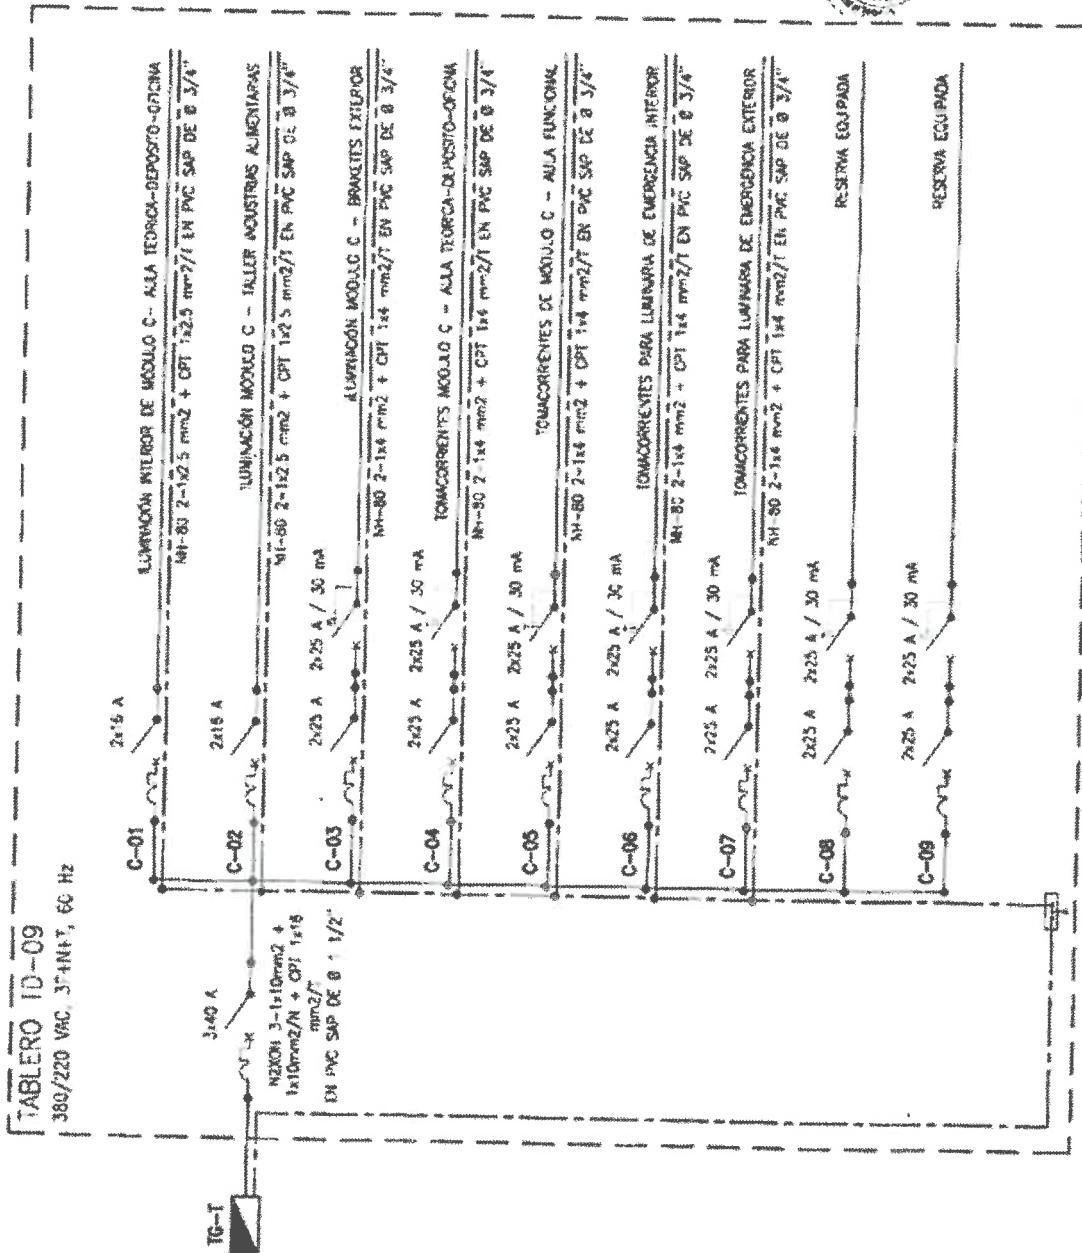 TABLERO TD-09
380/220 VAC, 3F+N+T, 60 Hz
TG-T
3x40 A
N2XOH 3-1x10mm2 +
1x10mm2/N + CPT 1x16
mm2/T
EN PVC SAP DE Ø 1 1/2"
C-01
2x16 A
ILUMINACIÓN INTERIOR DE MÓDULO C- AULA TEORICA-DEPOSITO-OFICINA
NH-80 2-1x2.5 mm2 + CPT 1x2.5 mm2/T EN PVC SAP DE Ø 3/4"
C-02
2x16 A
ILUMINACIÓN MODULO C - TALLER INDUSTRIAS ALIMENTARIAS
NH-80 2-1x2.5 mm2 + CPT 1x2.5 mm2/T EN PVC SAP DE Ø 3/4"
C-03
2x25 A
2x25 A / 30 mA
ILUMINACIÓN MODULO C - BRAKETES EXTERIOR
NH-80 2-1x4 mm2 + CPT 1x4 mm2/T EN PVC SAP DE Ø 3/4"
C-04
2x25 A
2x25 A / 30 mA
TOMACORRIENTES MODULO C - AULA TEORICA-DEPOSITO-OFICINA
NH-80 2-1x4 mm2 + CPT 1x4 mm2/T EN PVC SAP DE Ø 3/4"
C-05
2x25 A
2x25 A / 30 mA
TOMACORRIENTES DE MODULO C - AULA FUNCIONAL
NH-80 2-1x4 mm2 + CPT 1x4 mm2/T EN PVC SAP DE Ø 3/4"
C-06
2x25 A
2x25 A / 30 mA
TOMACORRIENTES PARA LUMINARIA DE EMERGENCIA INTERIOR
NH-80 2-1x4 mm2 + CPT 1x4 mm2/T EN PVC SAP DE Ø 3/4"
C-07
2x25 A
2x25 A / 30 mA
TOMACORRIENTES PARA LUMINARIA DE EMERGENCIA EXTERIOR
NH-80 2-1x4 mm2 + CPT 1x4 mm2/T EN PVC SAP DE Ø 3/4"
C-08
2x25 A
2x25 A / 30 mA
RESERVA EQUIPADA
C-09
2x25 A
2x25 A / 30 mA
RESERVA EQUIPADA